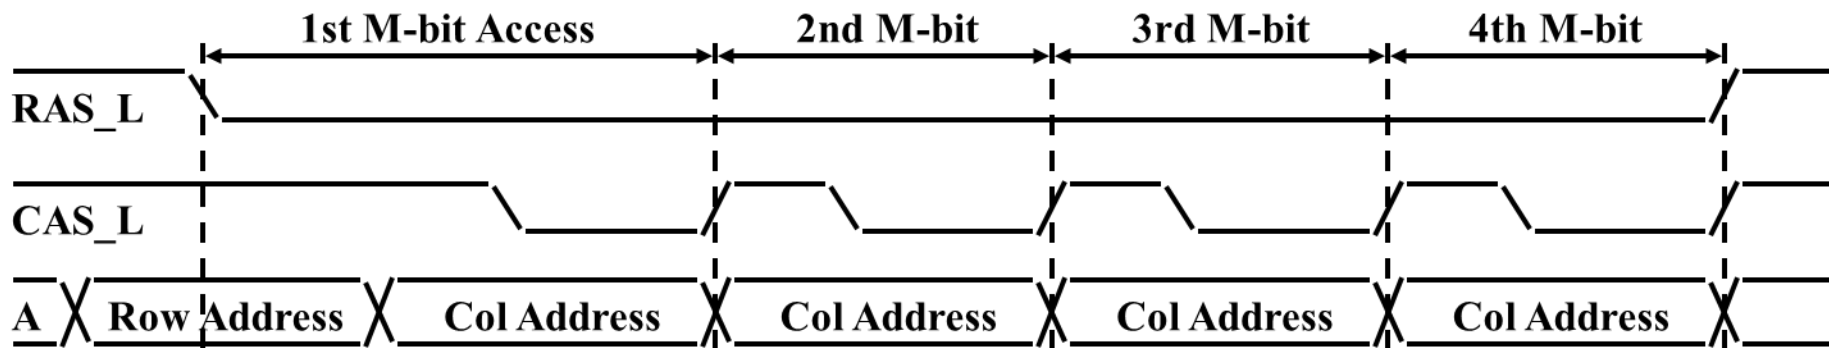 1st M-bit Access 2nd M-bit 3rd M-bit 4th M-bit
RAS_L
CAS_L
A Row Address Col Address Col Address Col Address Col Address